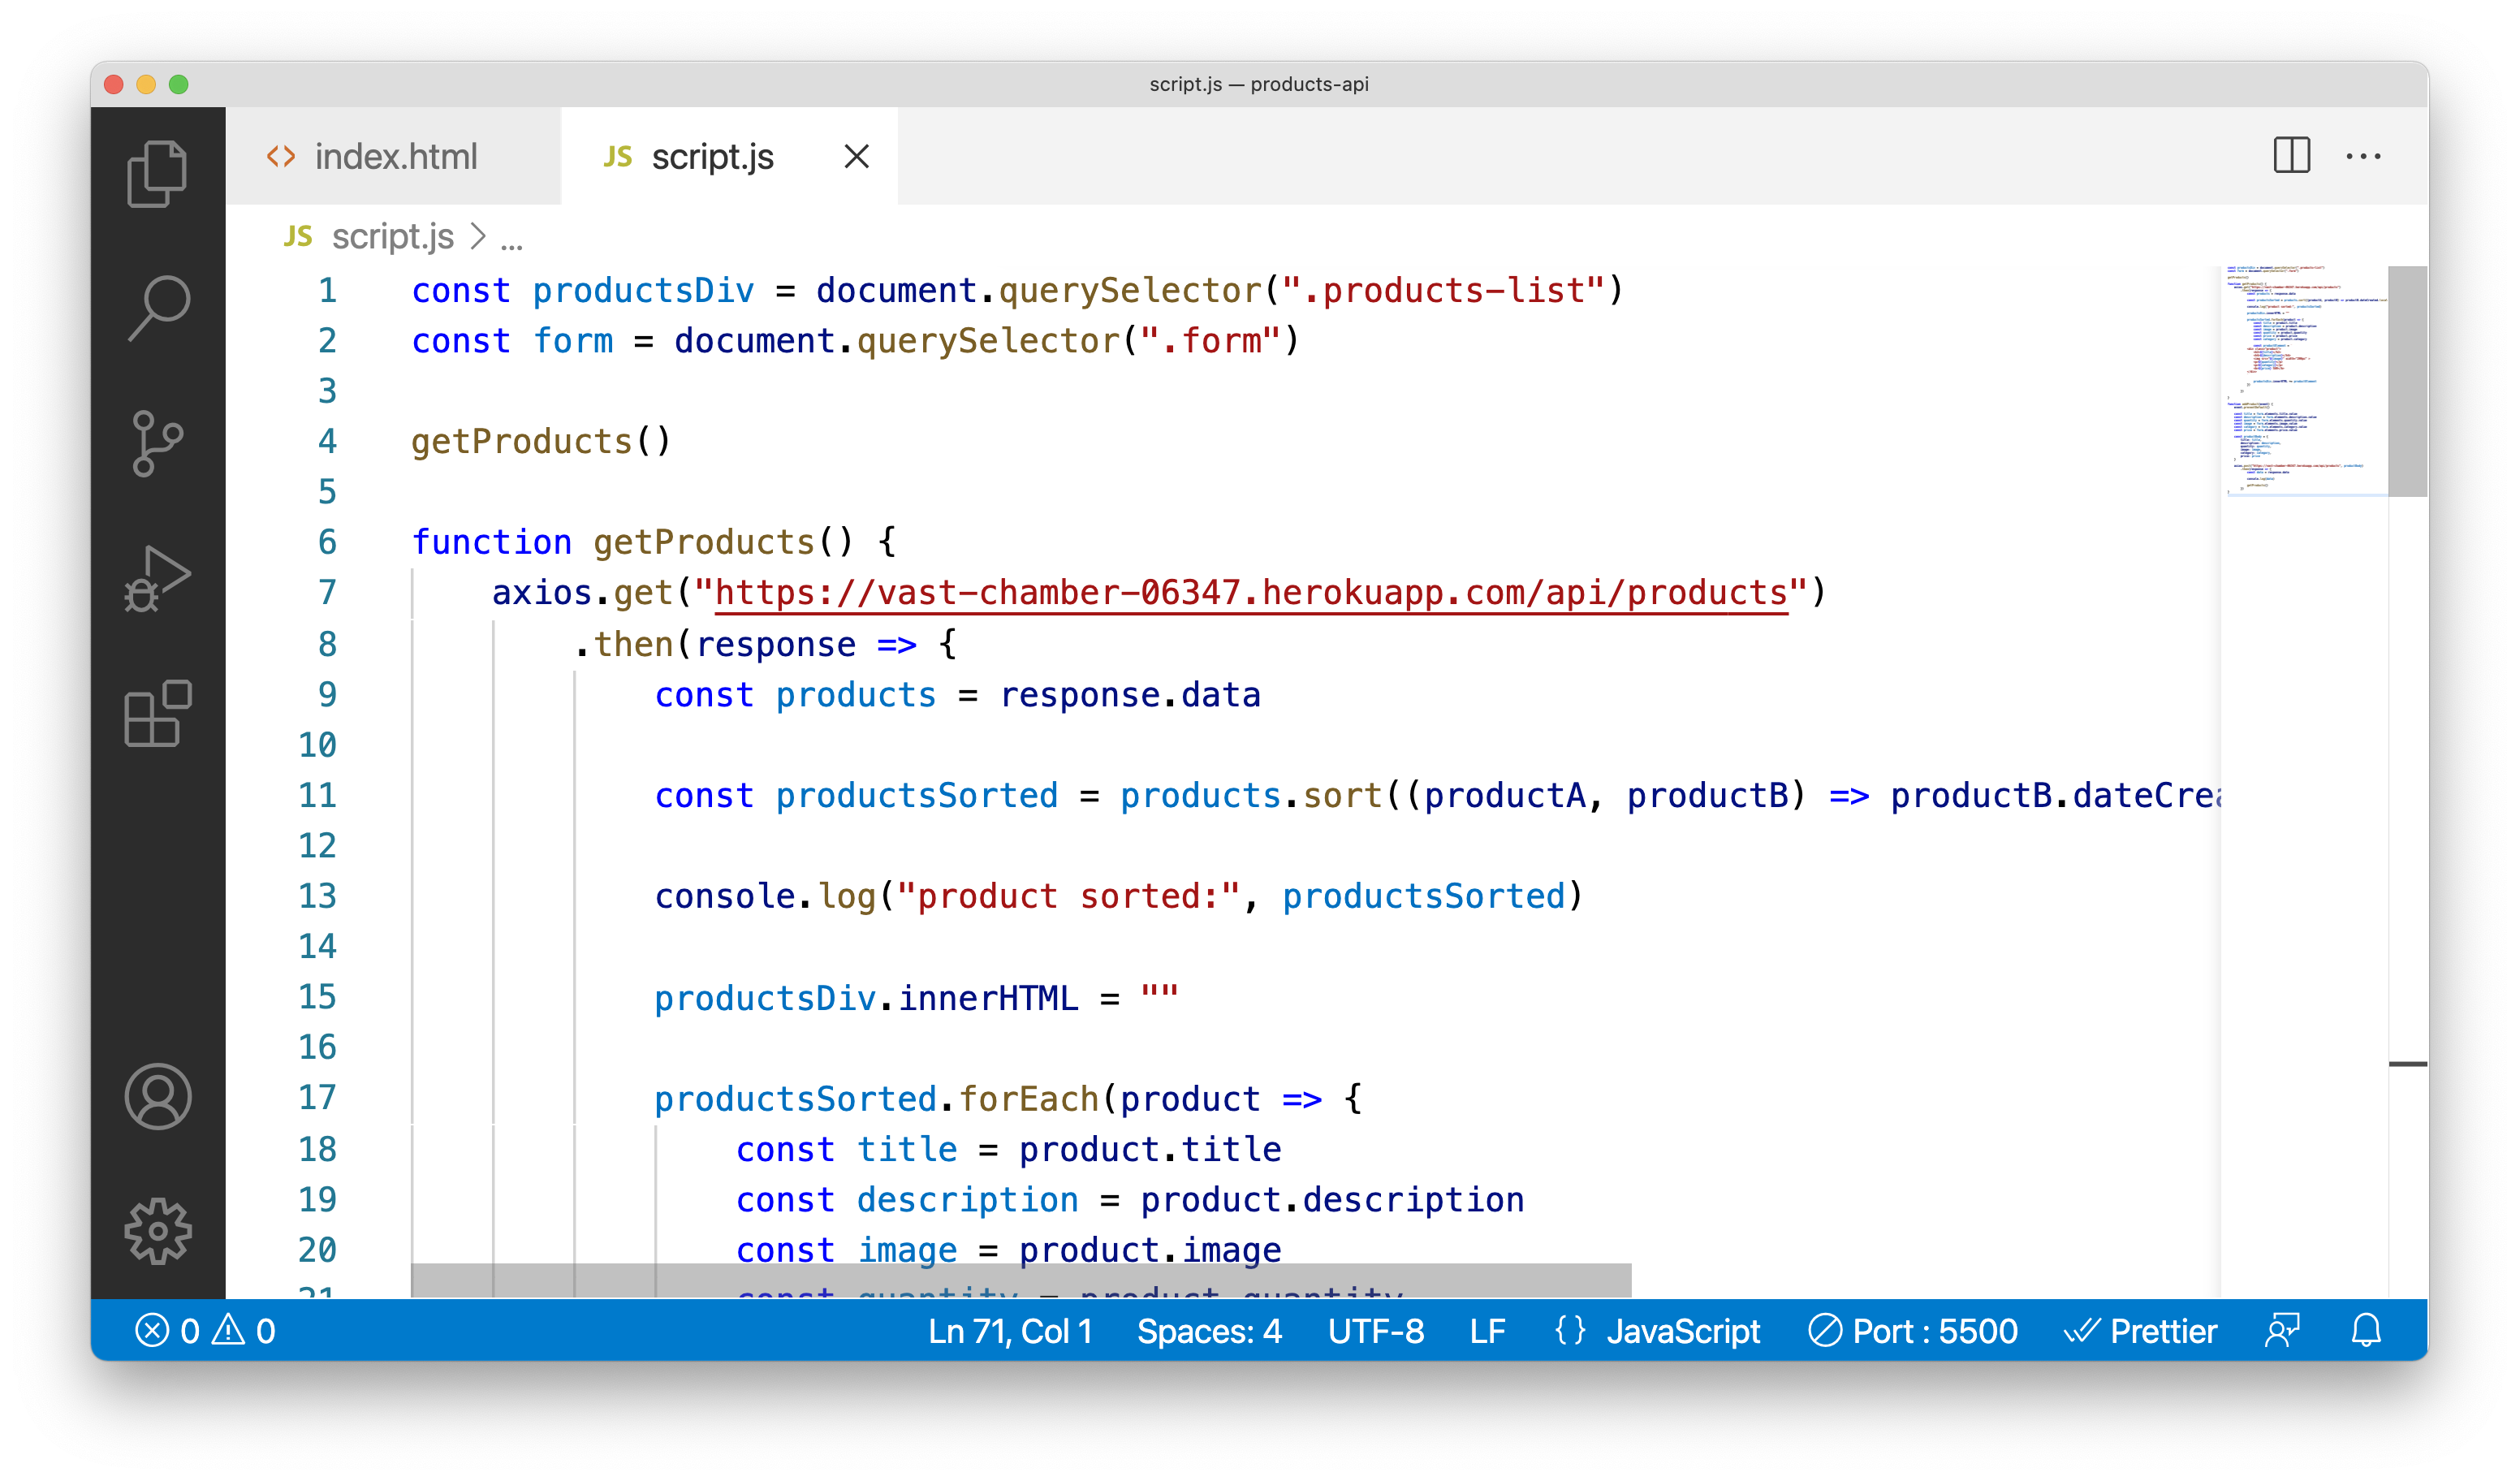 script.js — products-api
index.html
JS script.js
JS script.js > ...
1 const productsDiv = document.querySelector(".products-list")
2 const form = document.querySelector(".form")
3
4 getProducts()
5
6 function getProducts() {
7 axios.get("https://vast-chamber-06347.herokuapp.com/api/products")
8 .then(response => {
9 const products = response.data
10
11 const productsSorted = products.sort((productA, productB) => productB.dateCrea
12
13 console.log("product sorted:", productsSorted)
14
15 productsDiv.innerHTML = ""
16
17 productsSorted.forEach(product => {
18 const title = product.title
19 const description = product.description
20 const image = product.image
21 const quantity = product.quantity
0 0 Ln 71, Col 1 Spaces: 4 UTF-8 LF {} JavaScript Port : 5500 Prettier